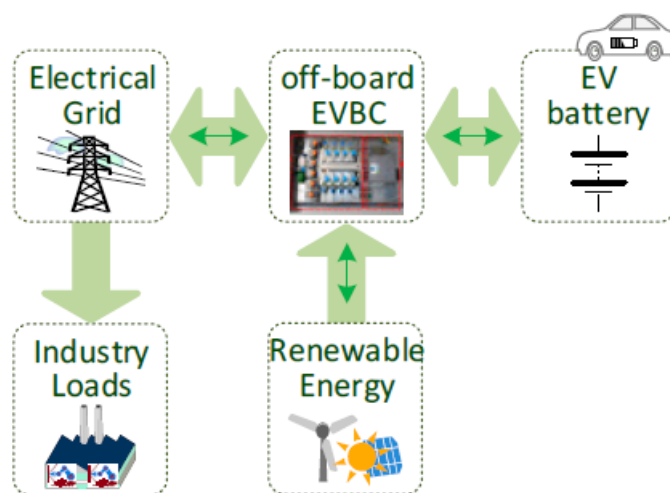 Electrical
Grid
off-board
EVBC
EV
battery
Industry
Loads
Renewable
Energy